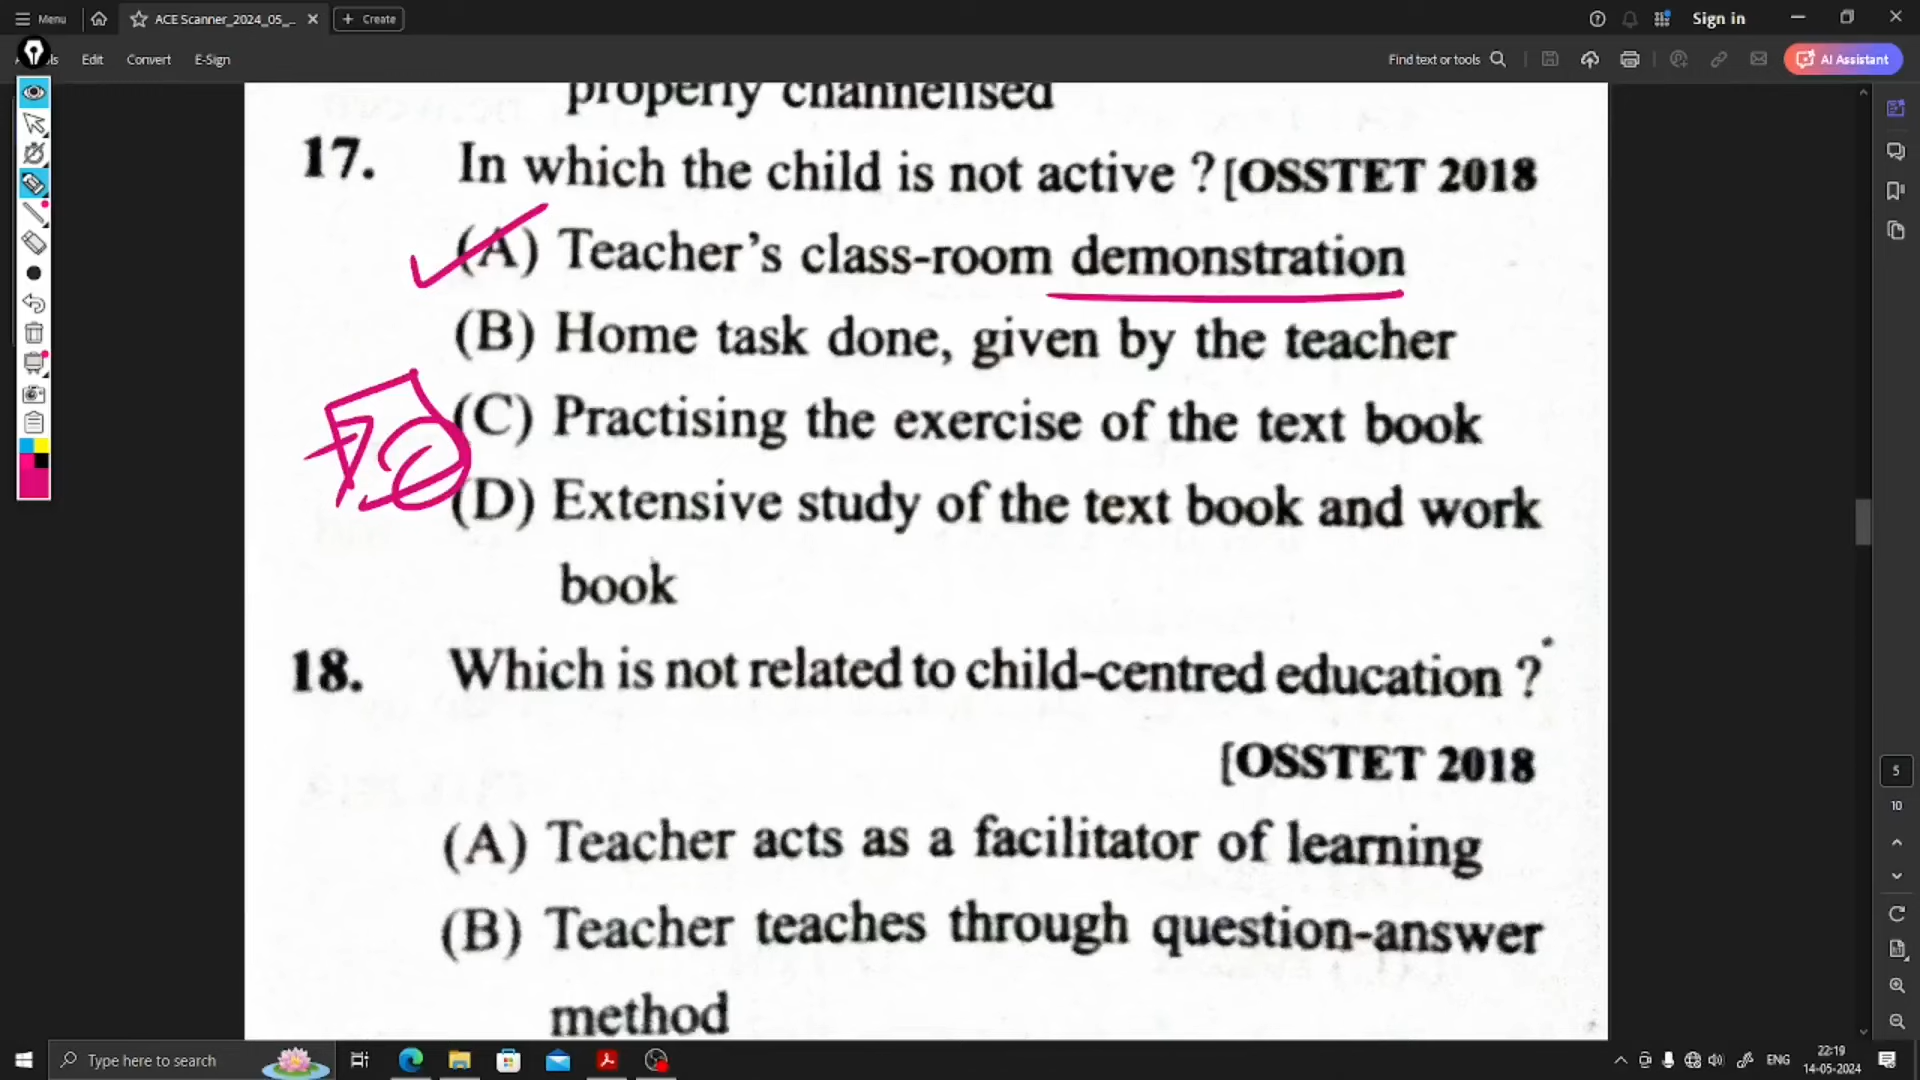 Menu
ACE Scanner_2024_05_...
Create
Sign in
Edit
Convert
E-Sign
Find text or tools
AI Assistant
properly channelised
17. In which the child is not active ? [OSSTET 2018
(A) Teacher's class-room demonstration
(B) Home task done, given by the teacher
(C) Practising the exercise of the text book
(D) Extensive study of the text book and work
book
18. Which is not related to child-centred education ?
[OSSTET 2018
(A) Teacher acts as a facilitator of learning
(B) Teacher teaches through question-answer
method
5
10
Type here to search
ENG
22:19
14-05-2024